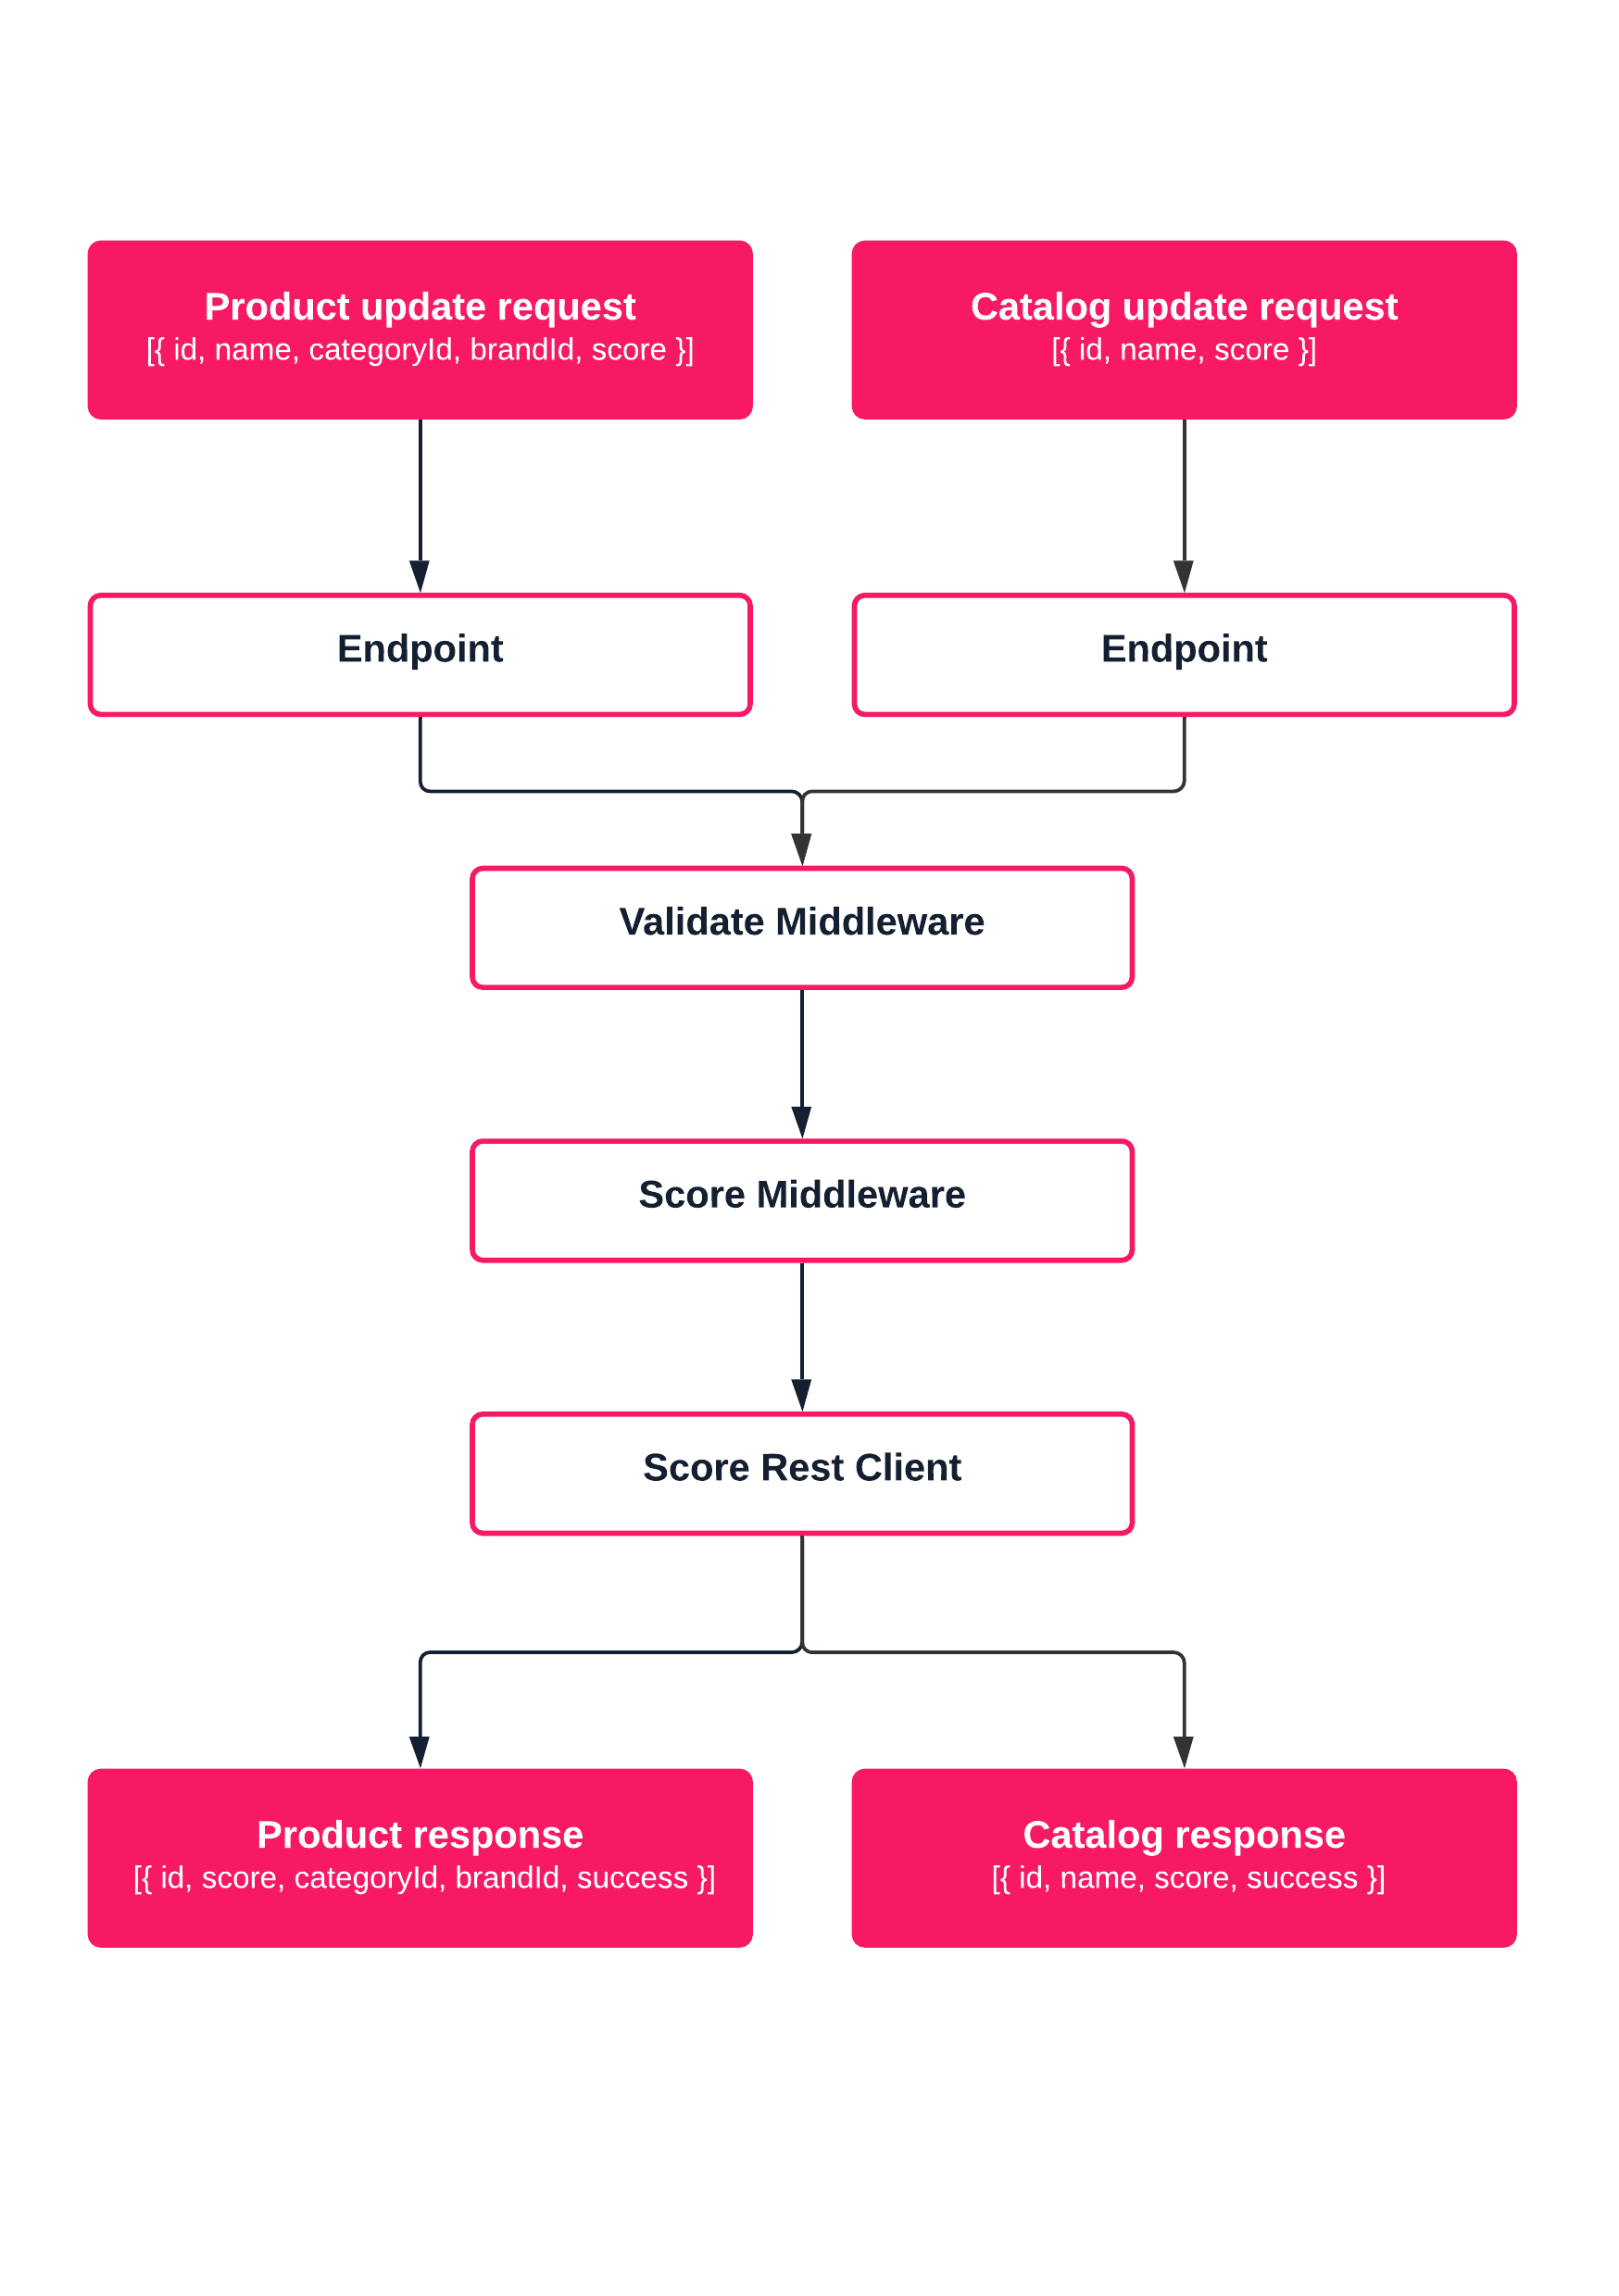 Product update request
[{ id, name, categoryId, brandId, score }]
Catalog update request
[{ id, name, score }]
Endpoint
Endpoint
Validate Middleware
Score Middleware
Score Rest Client
Product response
[{ id, score, categoryId, brandId, success }]
Catalog response
[{ id, name, score, success }]